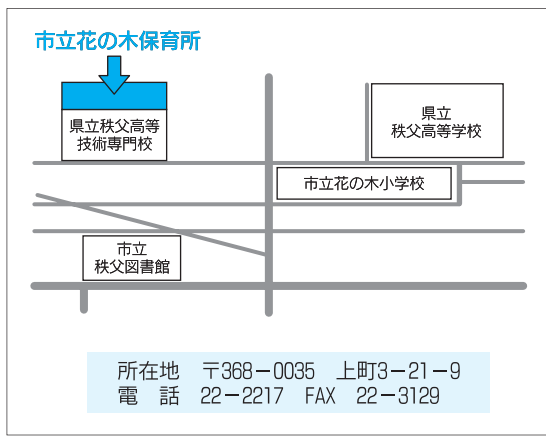 市立花の木保育所
県立秩父高等
技術専門校
県立
秩父高等学校
市立花の木小学校
市立
秩父図書館
所在地　〒368－0035　上町3－21－9
電　話　22－2217　FAX　22－3129